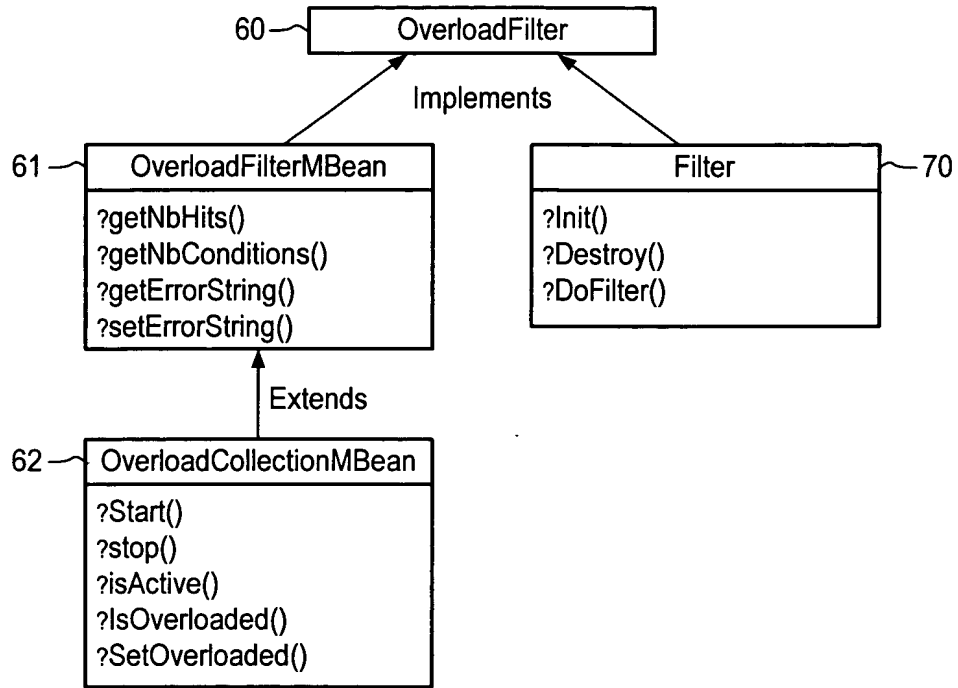 60
OverloadFilter
Implements
61
OverloadFilterMBean
?getNbHits()
?getNbConditions()
?getErrorString()
?setErrorString()
Filter
70
?Init()
?Destroy()
?DoFilter()
Extends
62
OverloadCollectionMBean
?Start()
?stop()
?isActive()
?IsOverloaded()
?SetOverloaded()